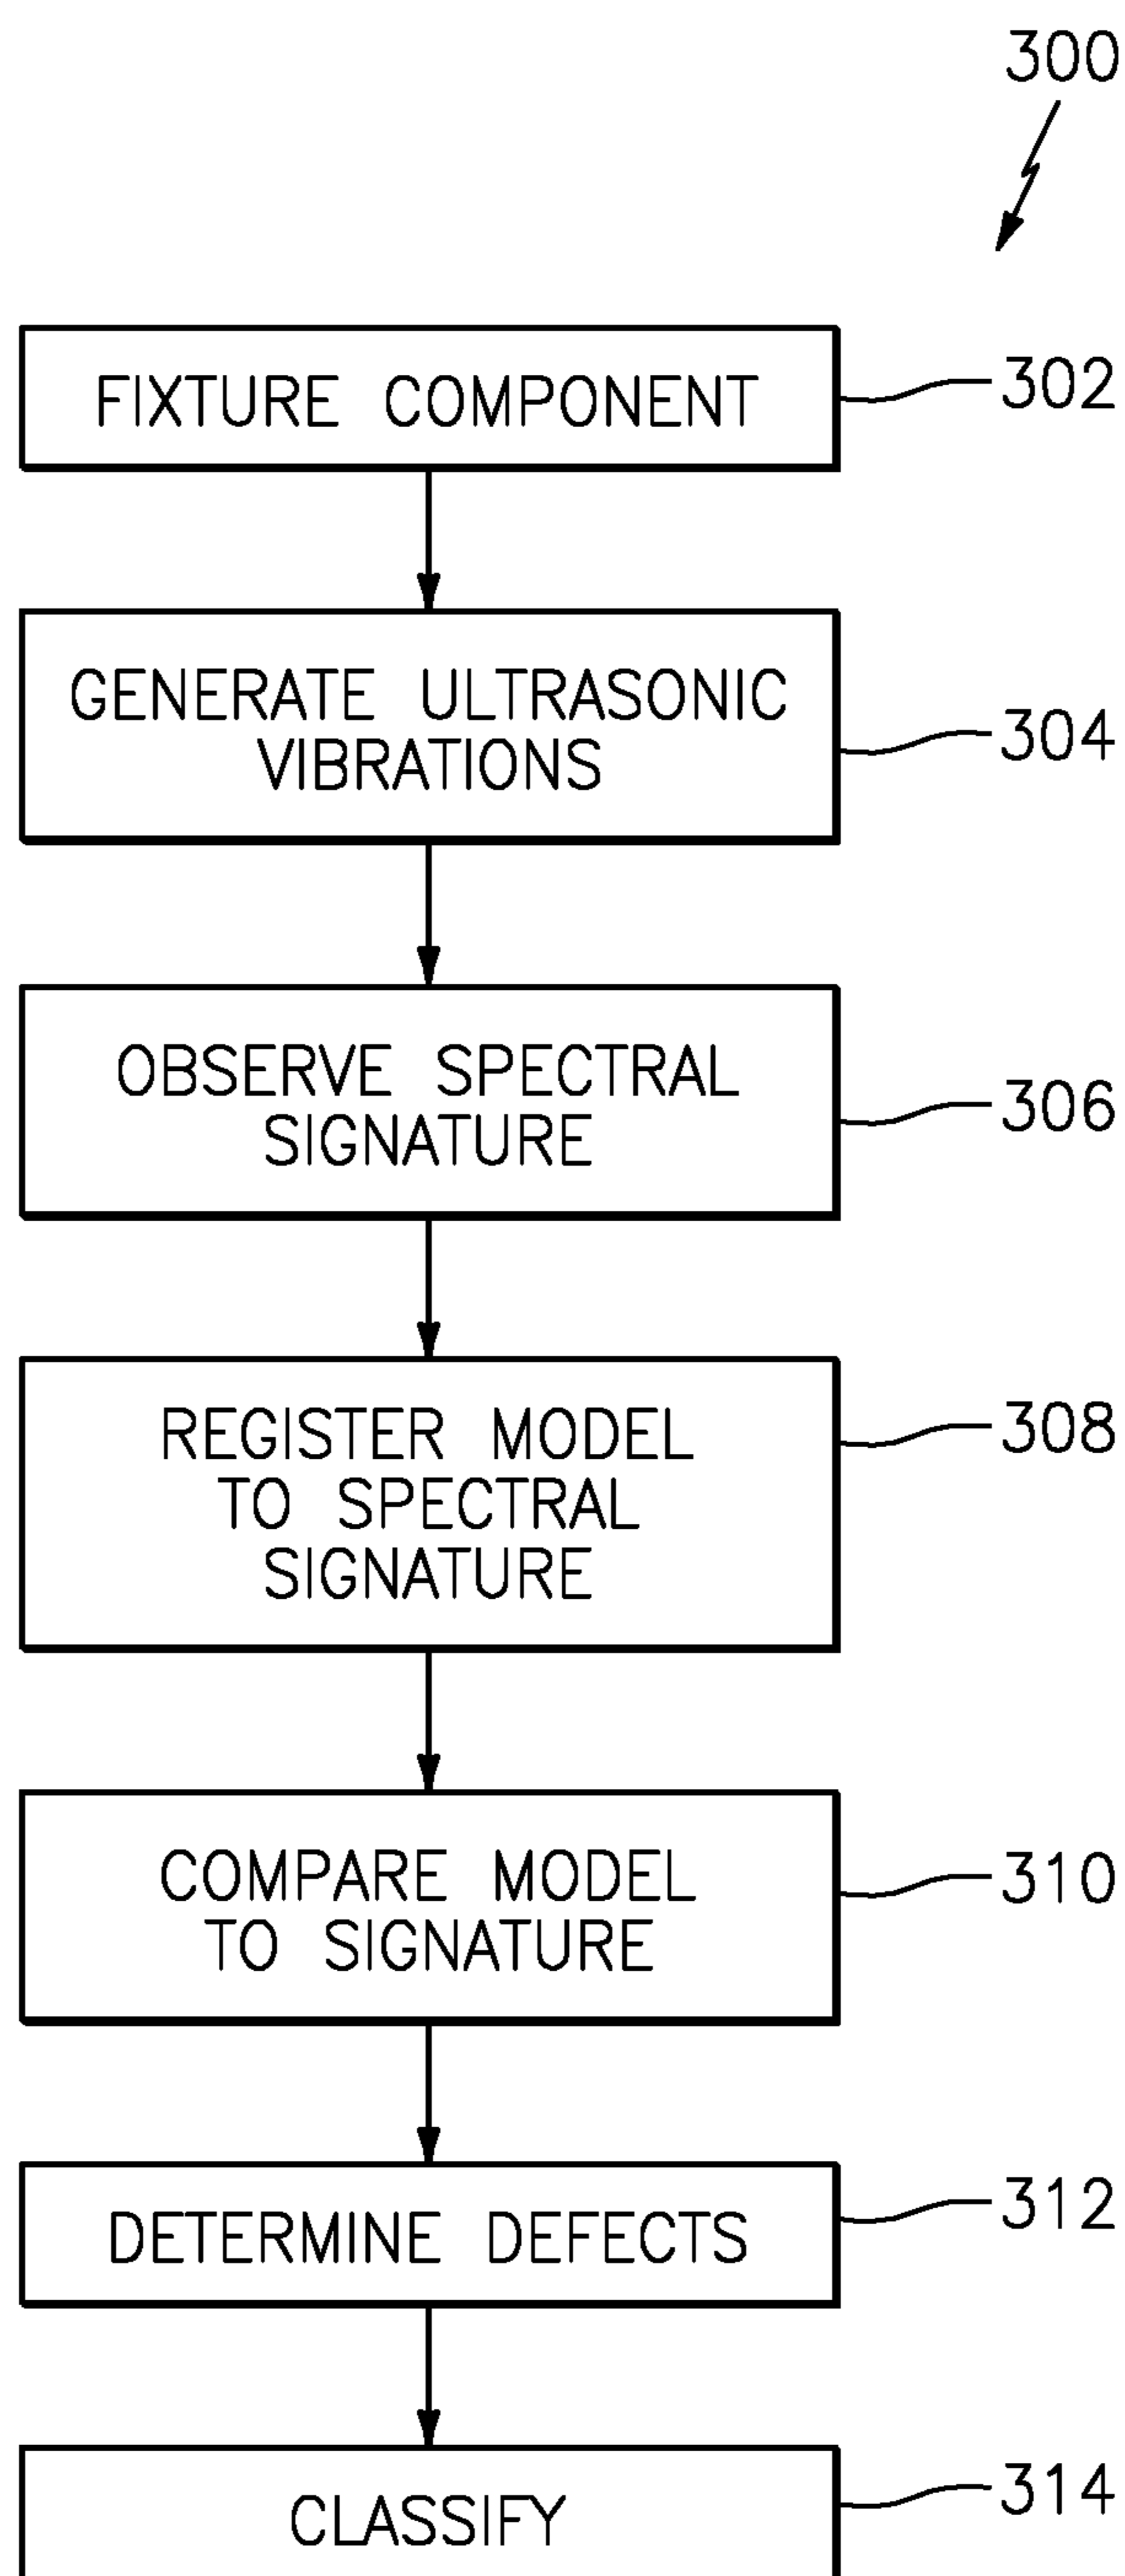 300
FIXTURE COMPONENT
302
GENERATE ULTRASONIC
VIBRATIONS
304
OBSERVE SPECTRAL
SIGNATURE
306
REGISTER MODEL
TO SPECTRAL
SIGNATURE
308
COMPARE MODEL
TO SIGNATURE
310
DETERMINE DEFECTS
312
CLASSIFY
314